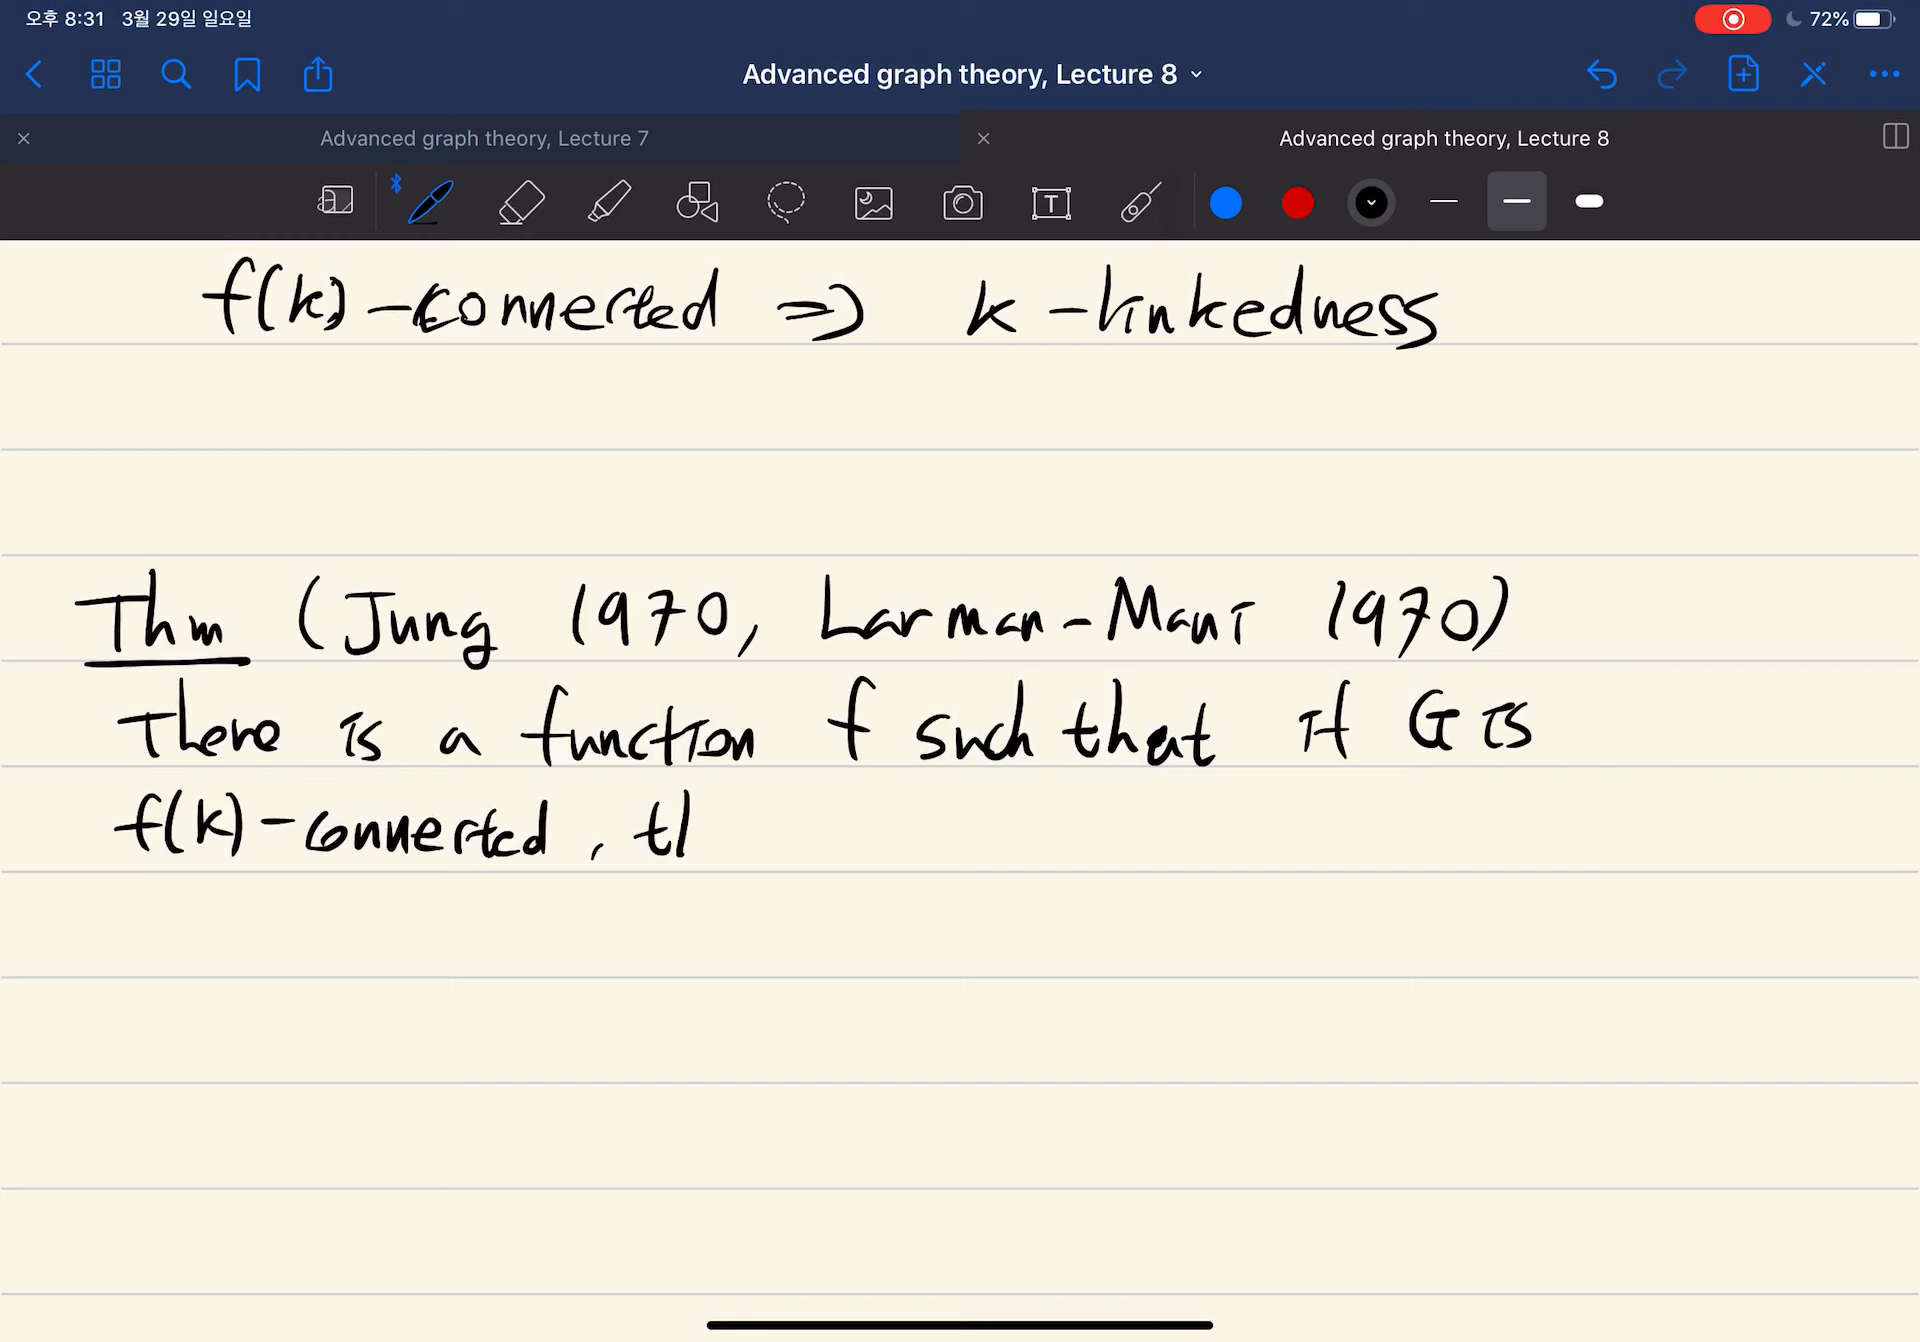 오후 8:31 3월 29일 일요일
72%
Advanced graph theory, Lecture 8
Advanced graph theory, Lecture 7
Advanced graph theory, Lecture 8
f(k)-connected => k-linkedness
Thm (Jung 1970, Larman-Mani 1970)
There is a function f such that if G is
f(k)-connected, th